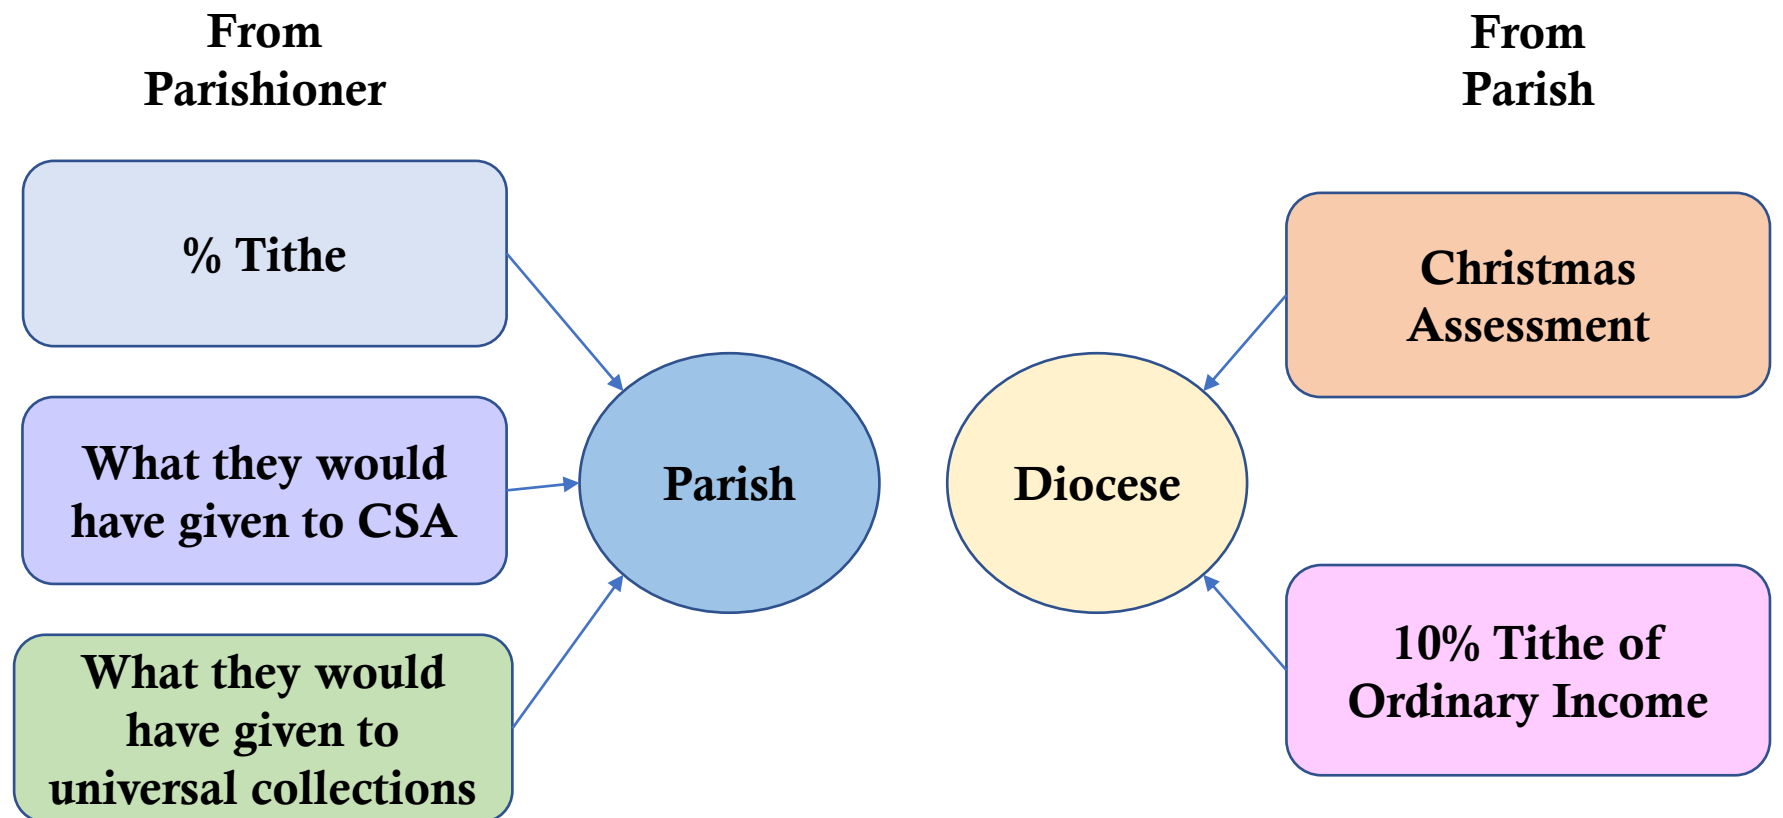 From
Parishioner
% Tithe
What they would
have given to CSA
What they would
have given to
universal collections
Parish
Diocese
From
Parish
Christmas
Assessment
10% Tithe of
Ordinary Income